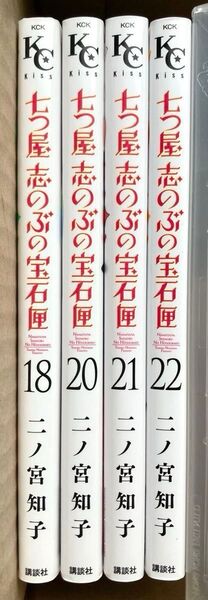 KCK
KC
Kiss
七つ屋 志のぶの宝石匣
18
二ノ宮知子
講談社
KCK
KC
Kiss
七つ屋 志のぶの宝石匣
20
二ノ宮知子
講談社
KCK
KC
Kiss
七つ屋 志のぶの宝石匣
21
二ノ宮知子
講談社
KCK
KC
Kiss
七つ屋 志のぶの宝石匣
22
二ノ宮知子
講談社